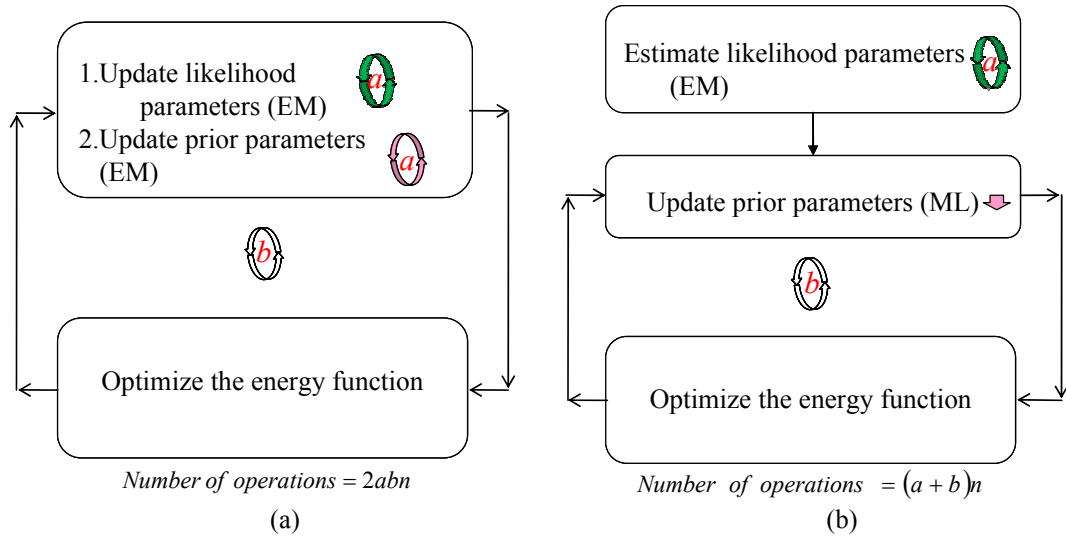 1.Update likelihood
parameters (EM)
a
2.Update prior parameters
(EM)
a
b
Optimize the energy function
Number of operations = 2abn
(a)
Estimate likelihood parameters
(EM)
a
Update prior parameters (ML)
b
Optimize the energy function
Number of operations = (a + b)n
(b)